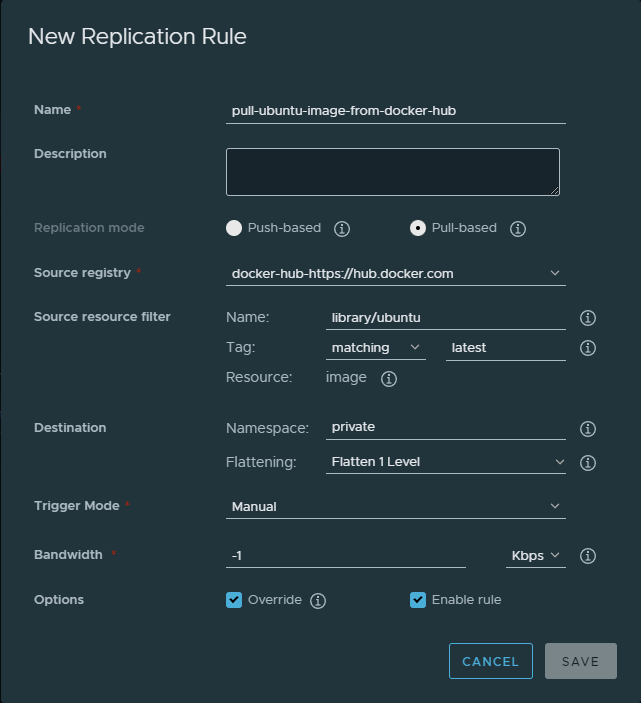 New Replication Rule
Name *
pull-ubuntu-image-from-docker-hub
Description
Replication mode
Push-based
Pull-based
Source registry *
docker-hub-https://hub.docker.com
Source resource filter
Name:
library/ubuntu
Tag:
matching
latest
Resource:
image
Destination
Namespace:
private
Flattening:
Flatten 1 Level
Trigger Mode *
Manual
Bandwidth *
-1
Kbps
Options
Override
Enable rule
CANCEL
SAVE